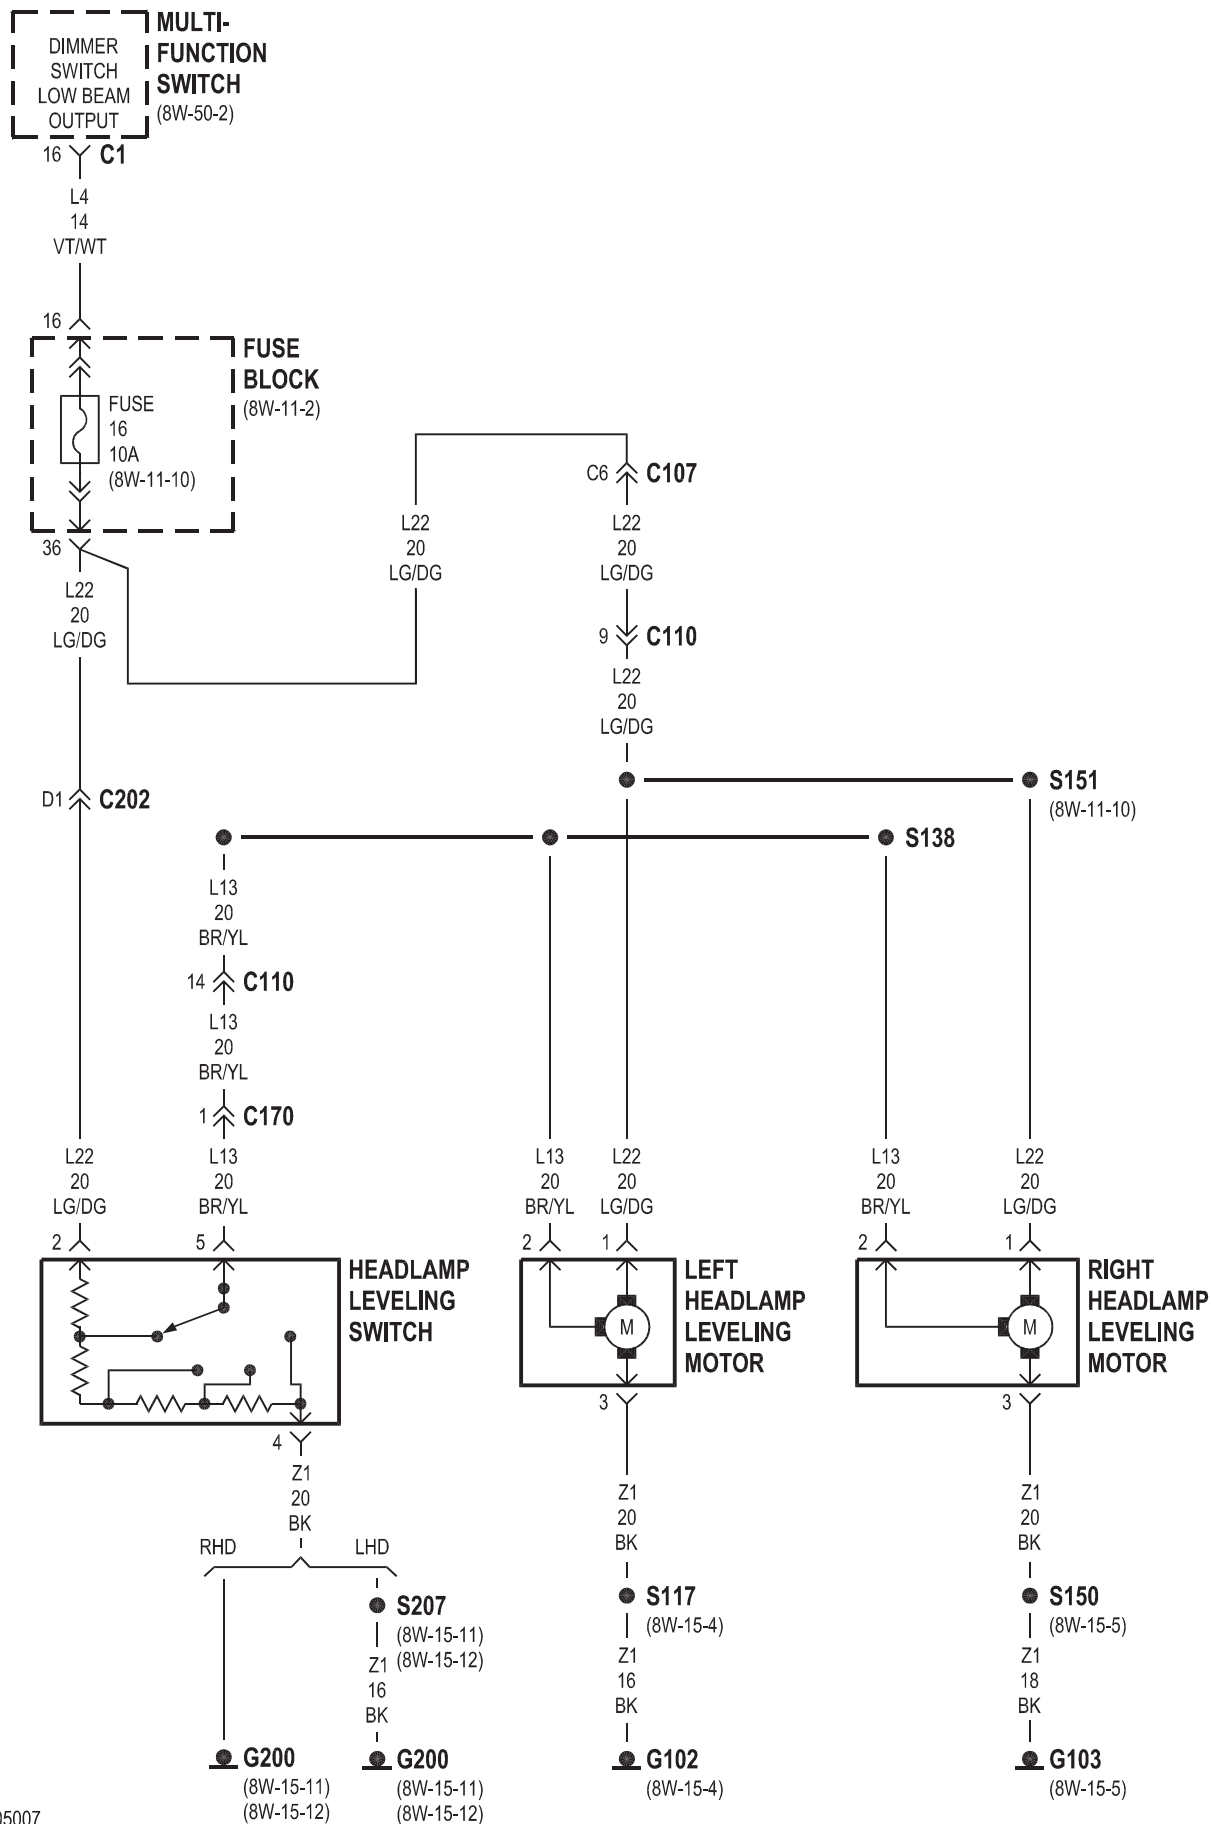 MULTI-
FUNCTION
SWITCH
(8W-50-2)
DIMMER
SWITCH
LOW BEAM
OUTPUT
16 C1
L4
14
VT/WT
16
FUSE
BLOCK
(8W-11-2)
FUSE
16
10A
(8W-11-10)
36
L22
20
LG/DG
L22
20
LG/DG
C6 C107
L22
20
LG/DG
9 C110
L22
20
LG/DG
S151
(8W-11-10)
D1 C202
S138
L13
20
BR/YL
14 C110
L13
20
BR/YL
1 C170
L22
20
LG/DG
L13
20
BR/YL
L13
20
BR/YL
L22
20
LG/DG
L13
20
BR/YL
L22
20
LG/DG
2 5 2 1 2 1
HEADLAMP
LEVELING
SWITCH
LEFT
HEADLAMP
LEVELING
MOTOR
M
RIGHT
HEADLAMP
LEVELING
MOTOR
M
4
Z1
20
BK
RHD LHD
S207
(8W-15-11)
(8W-15-12)
Z1
16
BK
G200
(8W-15-11)
(8W-15-12)
G200
(8W-15-11)
(8W-15-12)
3
Z1
20
BK
S117
(8W-15-4)
Z1
16
BK
G102
(8W-15-4)
3
Z1
20
BK
S150
(8W-15-5)
Z1
18
BK
G103
(8W-15-5)
05007